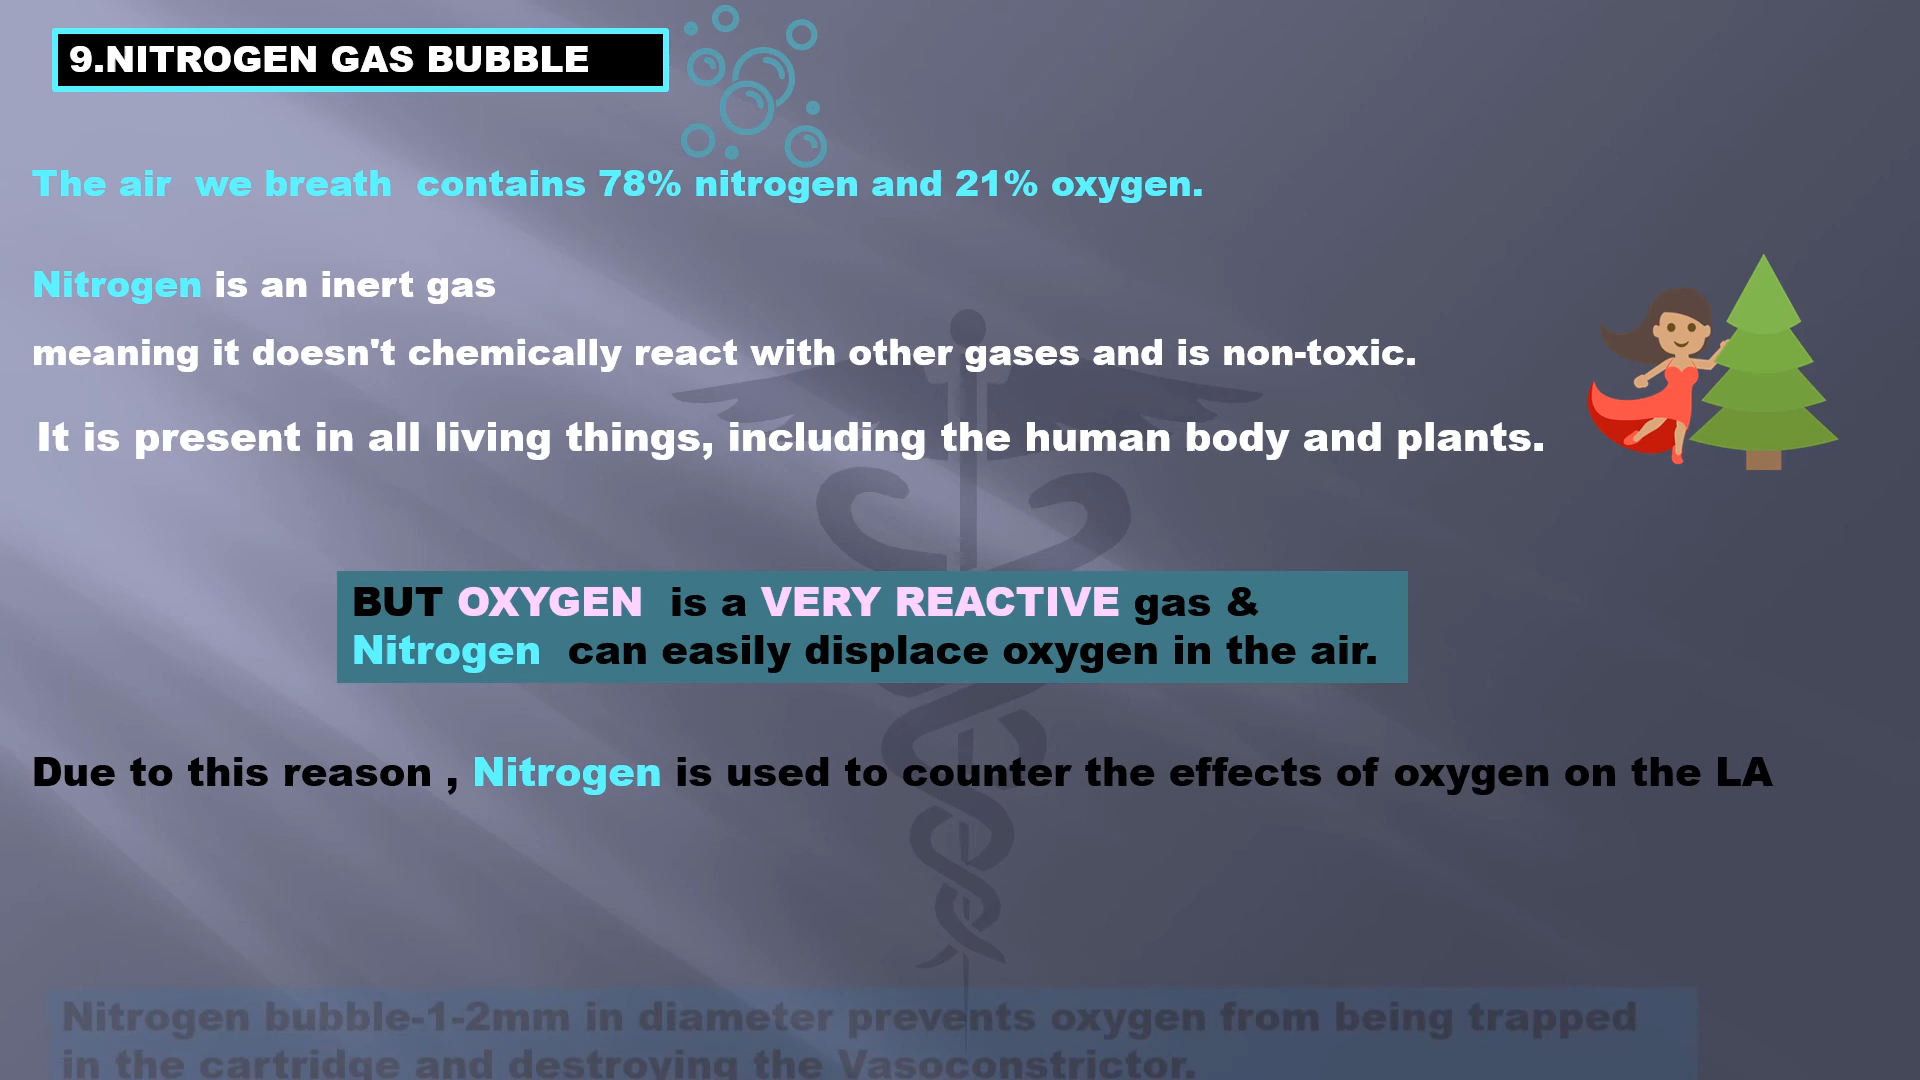 9.NITROGEN GAS BUBBLE
The air we breath contains 78% nitrogen and 21% oxygen.
Nitrogen is an inert gas
meaning it doesn't chemically react with other gases and is non-toxic.
It is present in all living things, including the human body and plants.
BUT OXYGEN is a VERY REACTIVE gas &
Nitrogen can easily displace oxygen in the air.
Due to this reason , Nitrogen is used to counter the effects of oxygen on the LA
Nitrogen bubble-1-2mm in diameter prevents oxygen from being trapped
in the cartridge and destroying the Vasoconstrictor.